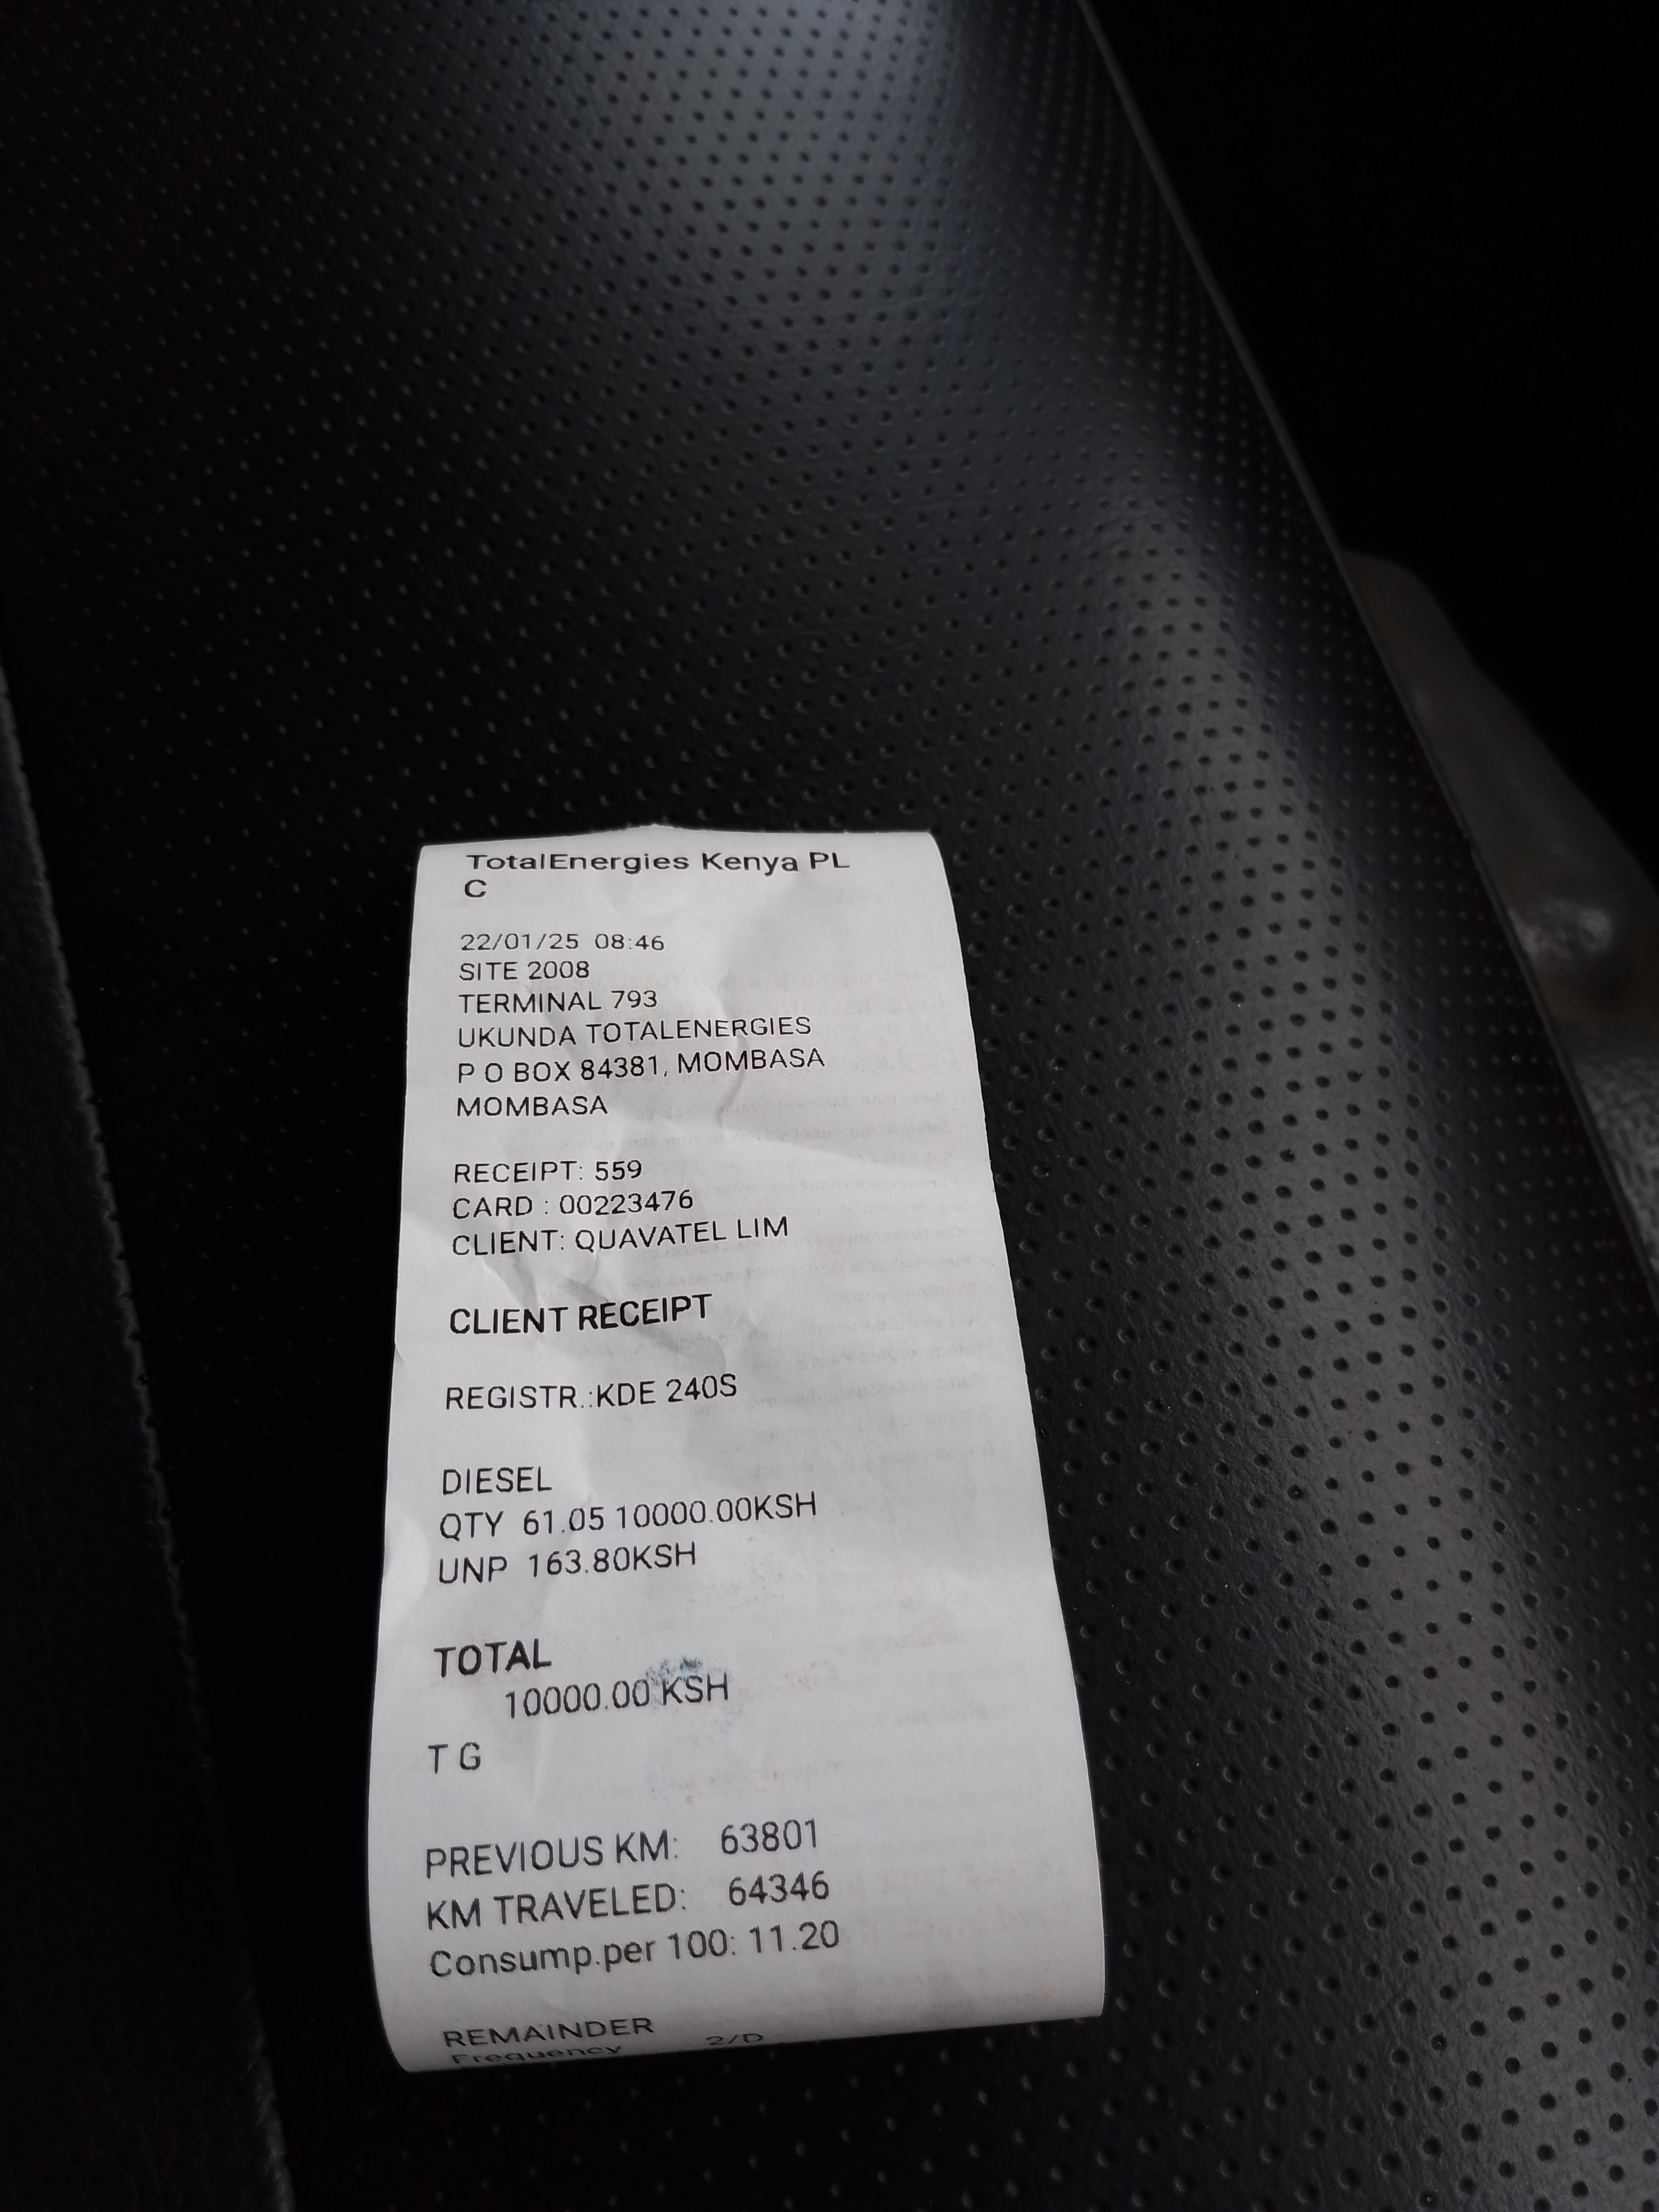 TotalEnergies Kenya PL
C
22/01/25 08:46
SITE 2008
TERMINAL 793
UKUNDA TOTALENERGIES
P O BOX 84381, MOMBASA
MOMBASA
RECEIPT: 559
CARD : 00223476
CLIENT: QUAVATEL LIM
CLIENT RECEIPT
REGISTR.:KDE 240S
DIESEL
QTY 61.05 10000.00KSH
UNP 163.80KSH
TOTAL
10000.00 KSH
T G
PREVIOUS KM: 63801
KM TRAVELED: 64346
Consump.per 100: 11.20
REMAINDER
Frequency 2/D